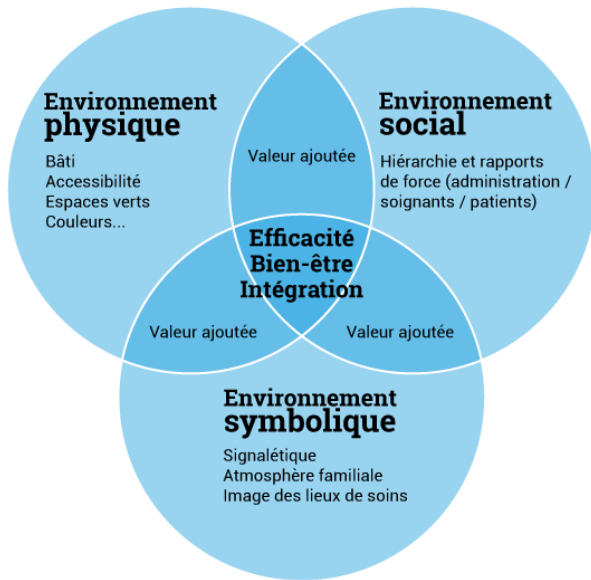 Environnement
physique
Bâti
Accessibilité
Espaces verts
Couleurs...
Valeur ajoutée
Environnement
social
Hiérarchie et rapports
de force (administration /
soignants / patients)
Efficacité
Bien-être
Intégration
Valeur ajoutée
Valeur ajoutée
Environnement
symbolique
Signalétique
Atmosphère familiale
Image des lieux de soins